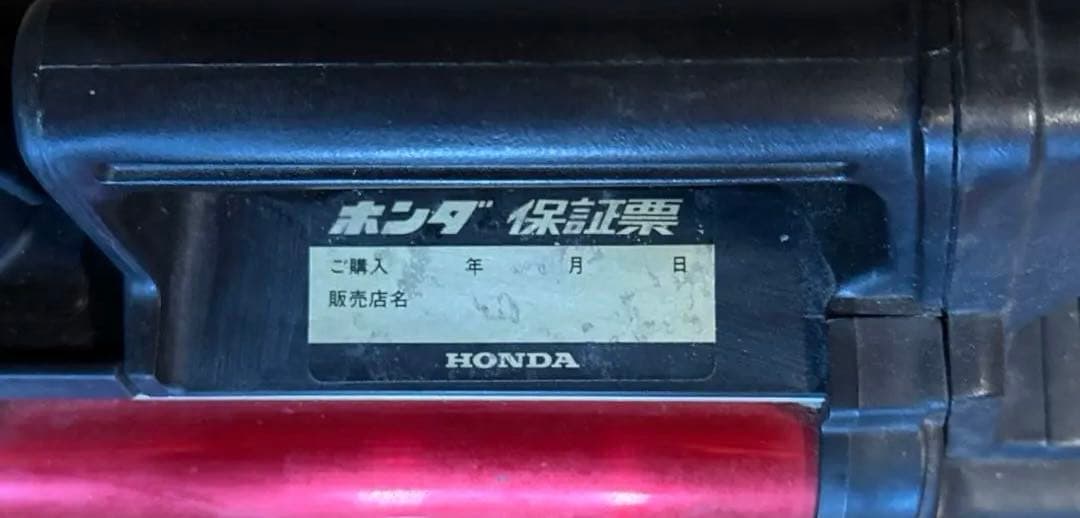 ホンダ 保証票
ご購入 年 月 日
販売店名
HONDA